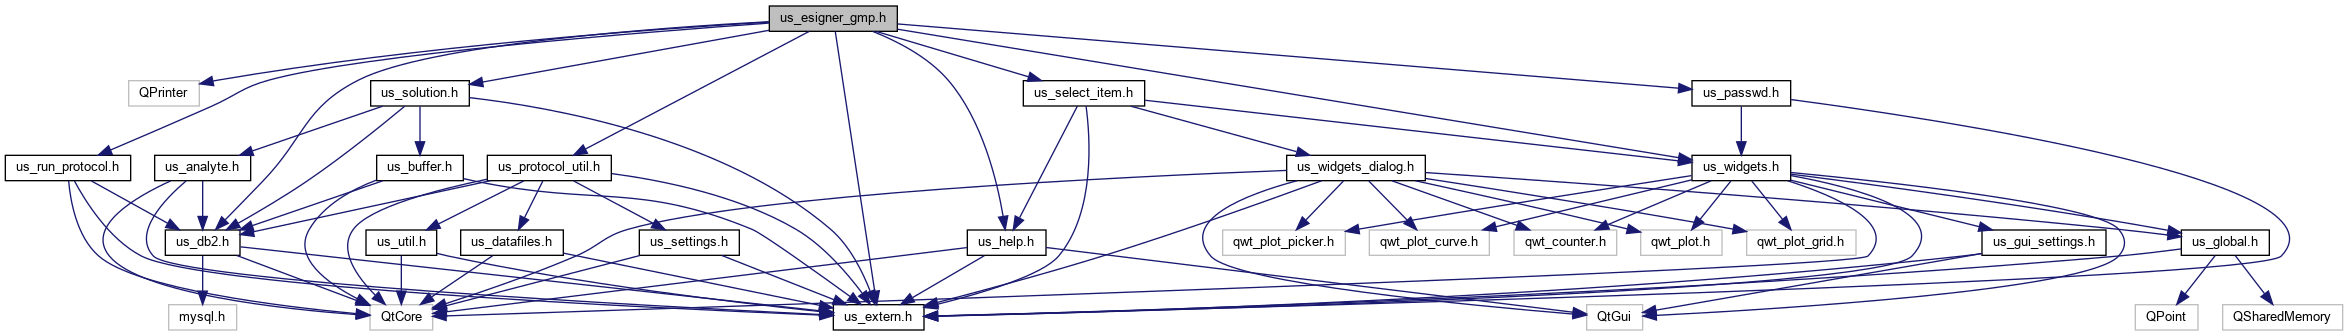 us_esigner_gmp.h
QPrinter
us_solution.h
us_select_item.h
us_passwd.h
us_run_protocol.h
us_analyte.h
us_buffer.h
us_protocol_util.h
us_widgets_dialog.h
us_widgets.h
us_db2.h
us_util.h
us_datafiles.h
us_settings.h
us_help.h
qwt_plot_picker.h
qwt_plot_curve.h
qwt_counter.h
qwt_plot.h
qwt_plot_grid.h
us_gui_settings.h
us_global.h
mysql.h
QtCore
us_extern.h
QtGui
QPoint
QSharedMemory